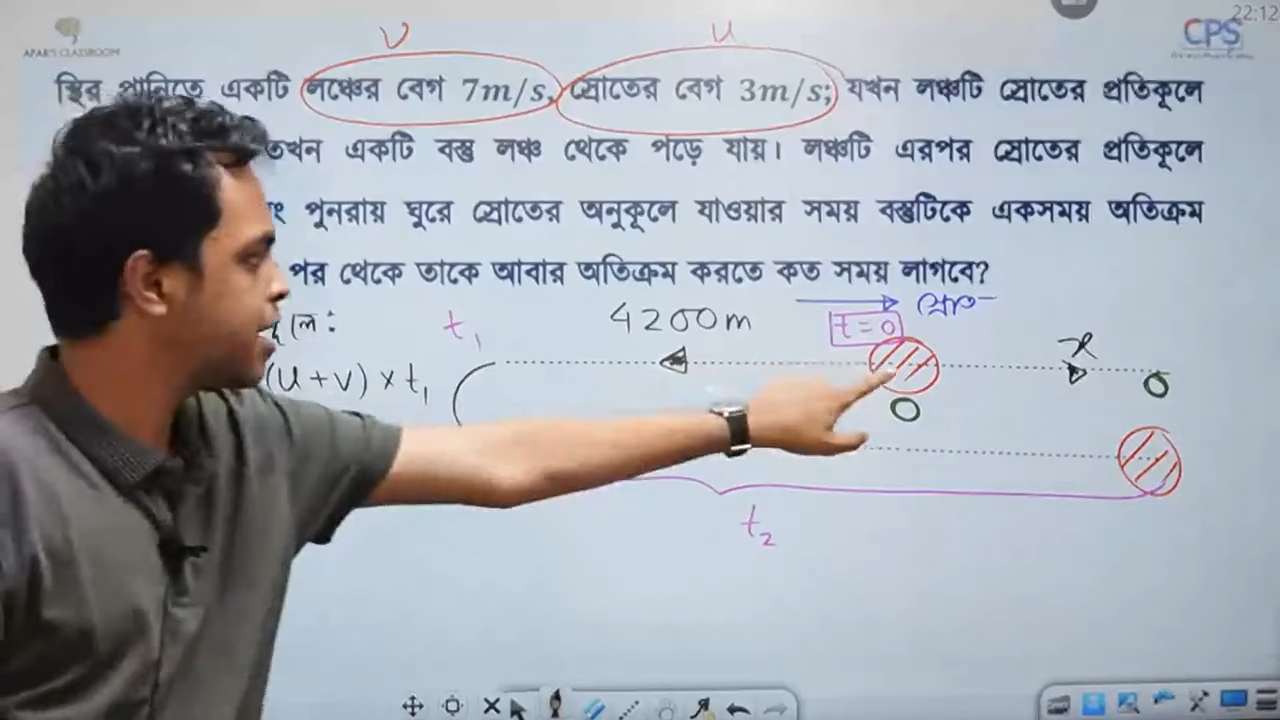 22:12
APAR'S CLASSROOM
CPS
v u
স্থির পানিতে একটি লঞ্চের বেগ 7m/s, স্রোতের বেগ 3m/s; যখন লঞ্চটি স্রোতের প্রতিকূলে
তখন একটি বস্তু লঞ্চ থেকে পড়ে যায়। লঞ্চটি এরপর স্রোতের প্রতিকূলে
পুনরায় ঘুরে স্রোতের অনুকূলে যাওয়ার সময় বস্তুটিকে একসময় অতিক্রম
পর থেকে তাকে আবার অতিক্রম করতে কত সময় লাগবে?
t₁ 4200m t=0
x
(u+v)×t₁
t₂